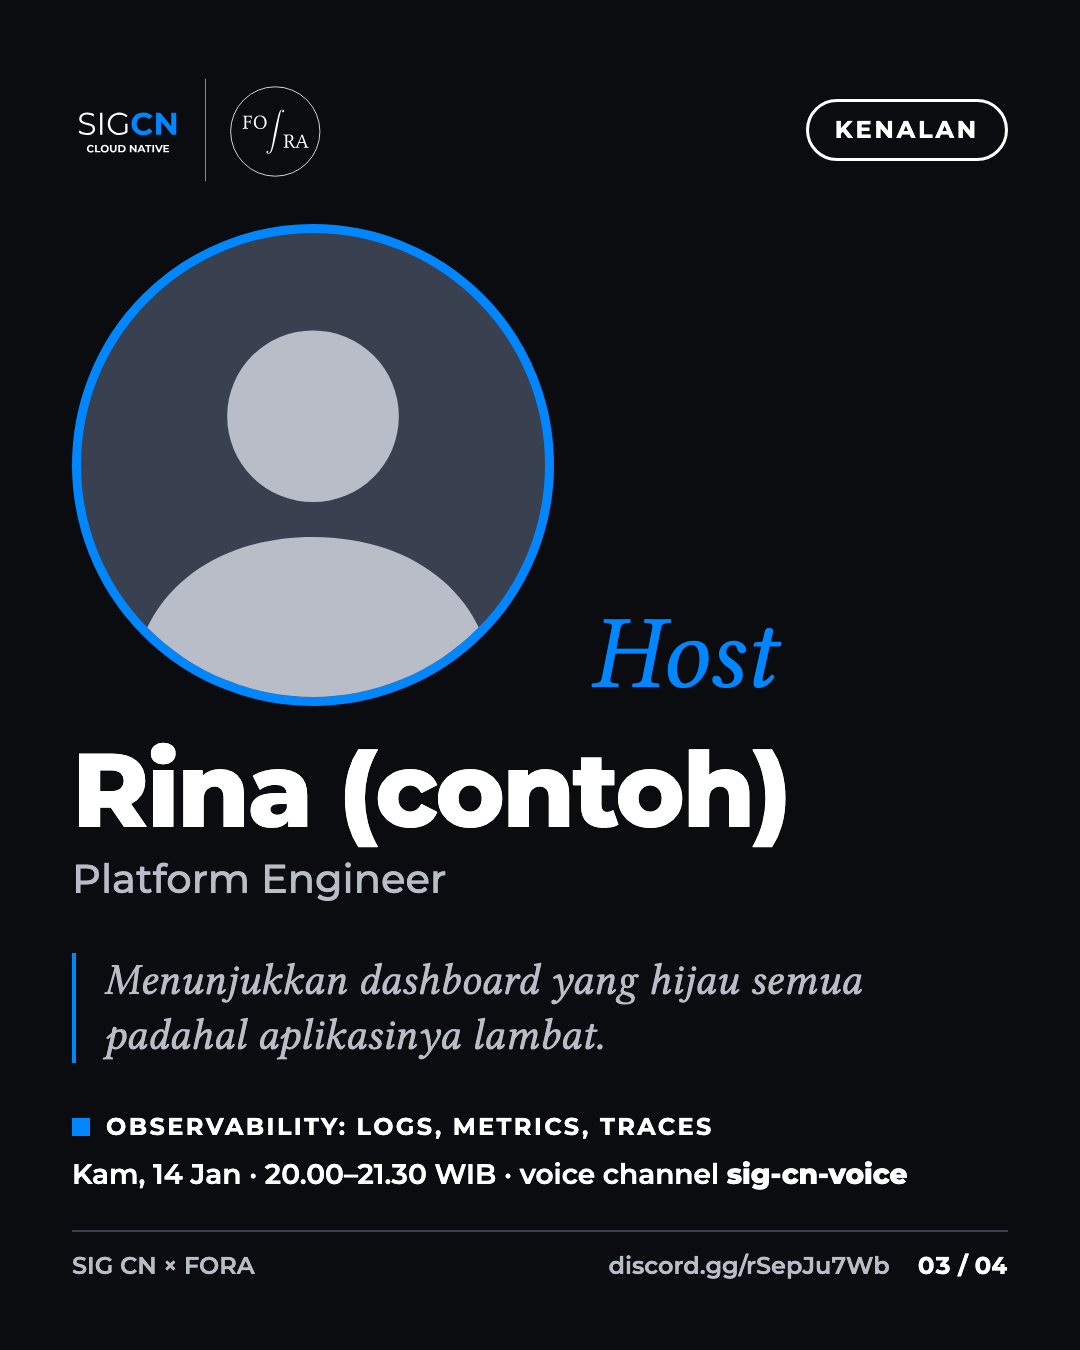 SIGCN
CLOUD NATIVE
FO
RA
KENALAN
Host
Rina (contoh)
Platform Engineer
Menunjukkan dashboard yang hijau semua
padahal aplikasinya lambat.
OBSERVABILITY: LOGS, METRICS, TRACES
Kam, 14 Jan · 20.00–21.30 WIB · voice channel sig-cn-voice
SIG CN × FORA
discord.gg/rSepJu7Wb
03 / 04